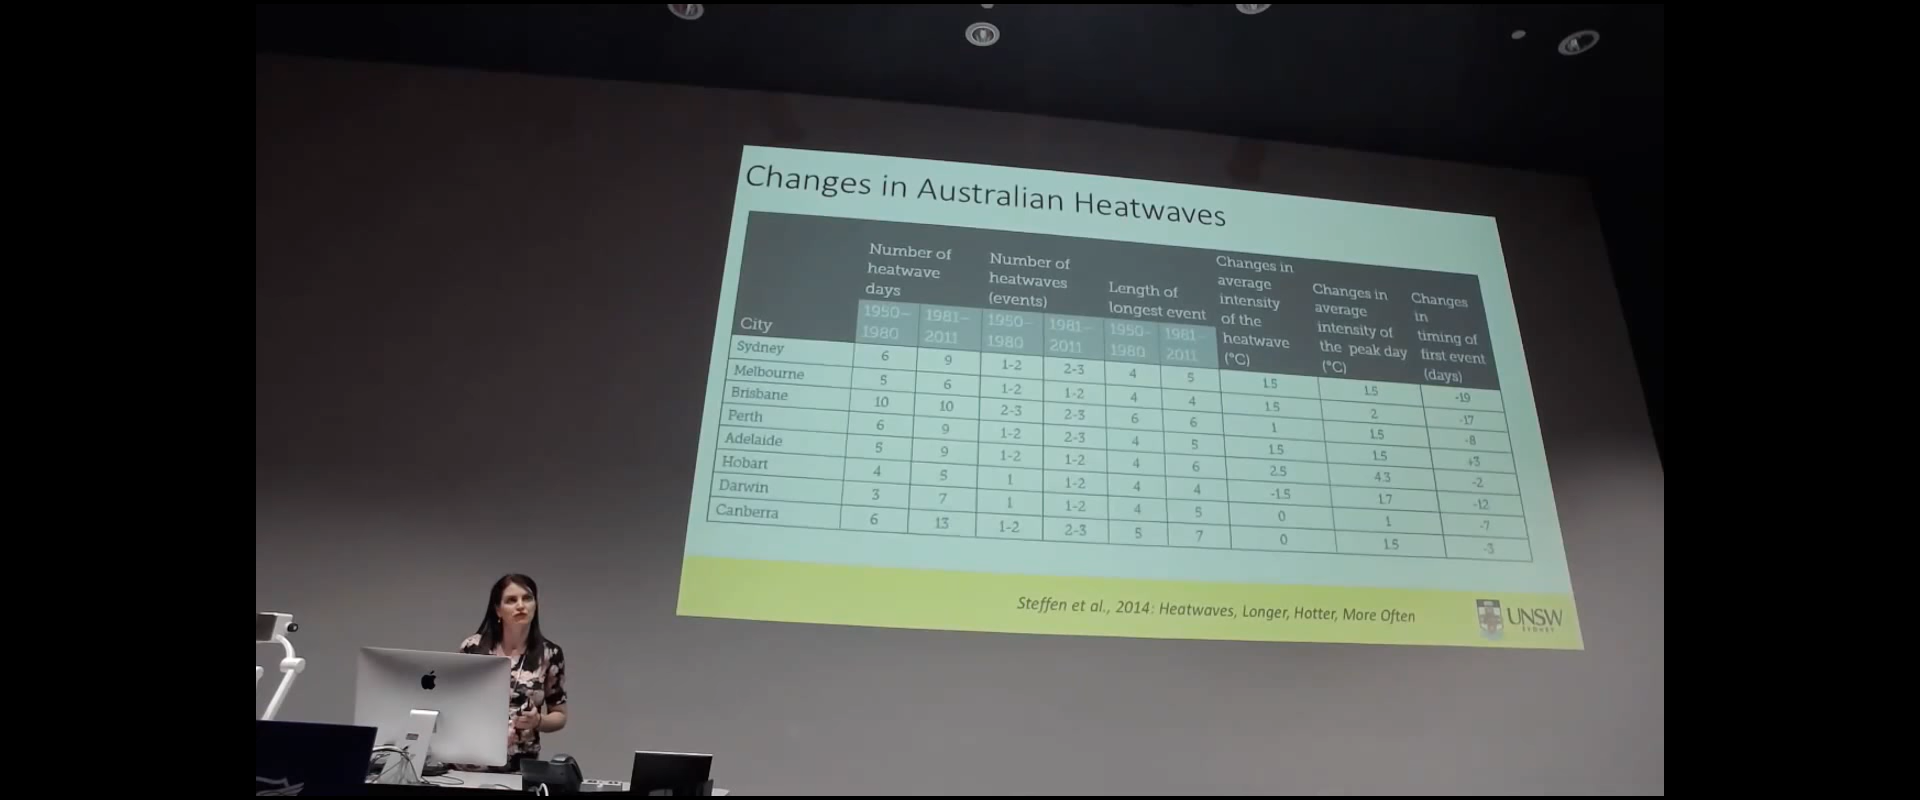 Changes in Australian Heatwaves
City
Number of
heatwave
days
Number of
heatwaves
(events)
Length of
longest event
Changes in
average
intensity
of the
heatwave
(°C)
Changes in
average
intensity of
the peak day
(°C)
Changes
in
timing of
first event
(days)
1950–
1980
1981–
2011
1950–
1980
1981–
2011
1950–
1980
1981–
2011
Sydney 6 9 1-2 2-3 4 5 1.5 1.5 -19
Melbourne 5 6 1-2 1-2 4 4 1.5 2 -17
Brisbane 10 10 2-3 2-3 6 6 1 1.5 -8
Perth 6 9 1-2 2-3 4 5 1.5 1.5 +3
Adelaide 5 9 1-2 1-2 4 6 2.5 4.3 -2
Hobart 4 5 1 1-2 4 4 -1.5 1.7 -12
Darwin 3 7 1 1-2 4 5 0 1 -7
Canberra 6 13 1-2 2-3 5 7 0 1.5 -3
Steffen et al., 2014: Heatwaves, Longer, Hotter, More Often
UNSW
SYDNEY